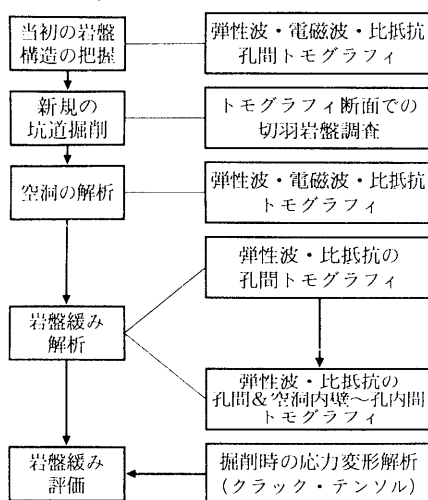 当初の岩盤
構造の把握
弾性波・電磁波・比抵抗
孔間トモグラフィ
新規の
坑道掘削
トモグラフィ断面での
切羽岩盤調査
空洞の解析
弾性波・電磁波・比抵抗
トモグラフィ
弾性波・比抵抗の
孔間トモグラフィ
岩盤緩み
解析
弾性波・比抵抗の
孔間&空洞内壁～孔内間
トモグラフィ
岩盤緩み
評価
掘削時の応力変形解析
(クラック・テンソル)